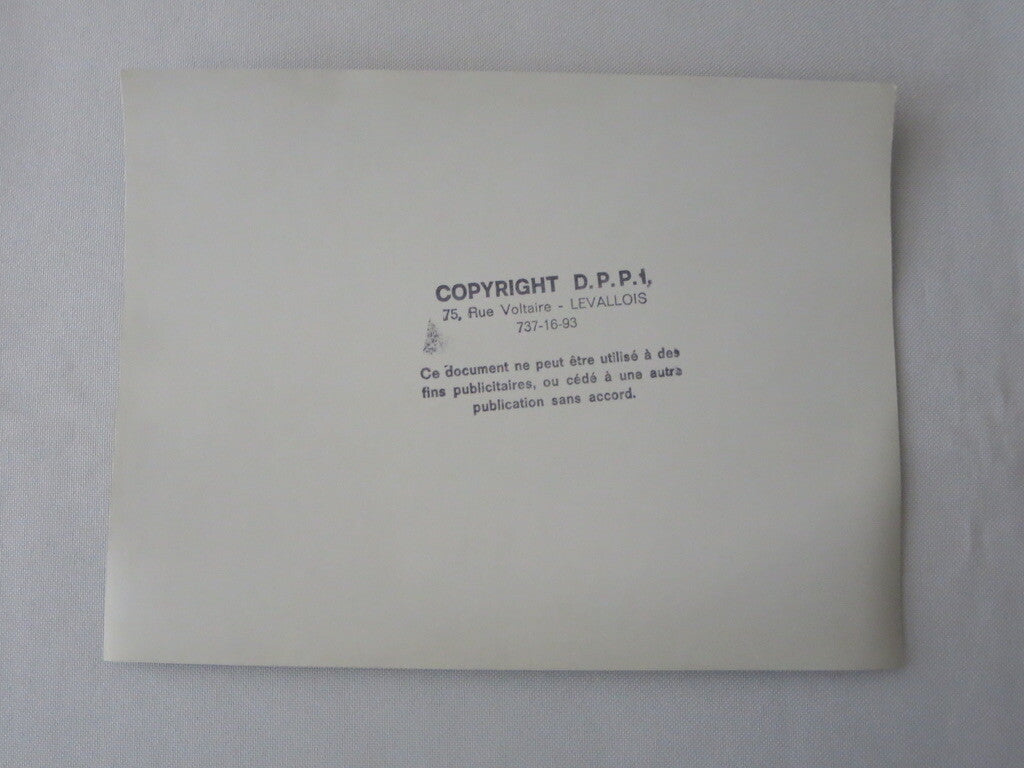 COPYRIGHT D.P.P.I.
75, Rue Voltaire - LEVALLOIS
737-16-93
Ce document ne peut être utilisé à des
fins publicitaires, ou cédé à une autre
publication sans accord.